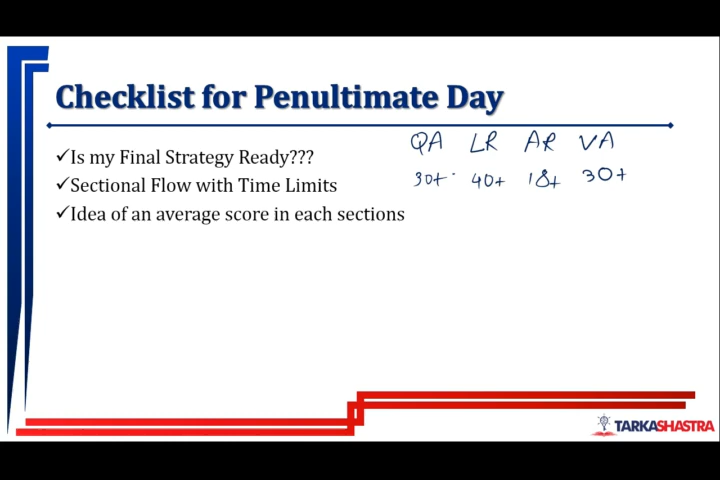 Checklist for Penultimate Day
QA LR AR VA
✓Is my Final Strategy Ready???
30+ 40+ 18+ 30+
✓Sectional Flow with Time Limits
✓Idea of an average score in each sections
TARKASHASTRA